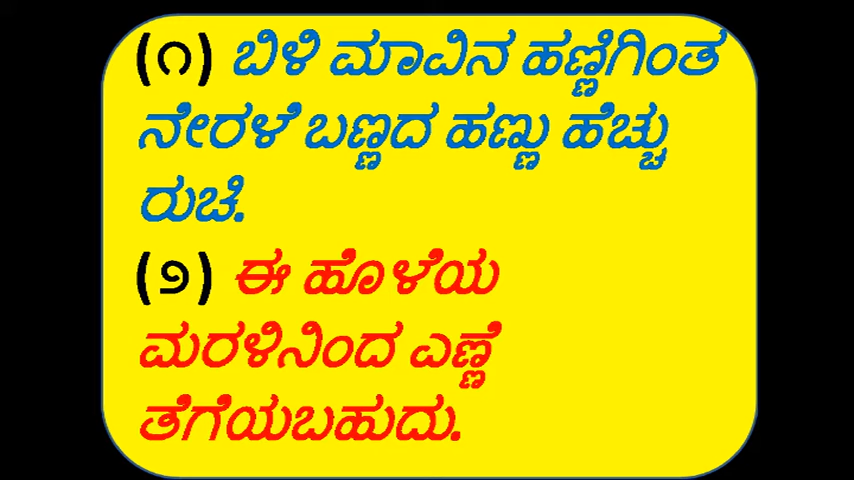 (೧) ಬಿಳಿ ಮಾವಿನ ಹಣ್ಣಿಗಿಂತ
ನೇರಳೆ ಬಣ್ಣದ ಹಣ್ಣು ಹೆಚ್ಚು
ರುಚಿ.
(೨) ಈ ಹೊಳೆಯ
ಮರಳಿನಿಂದ ಎಣ್ಣೆ
ತೆಗೆಯಬಹುದು.